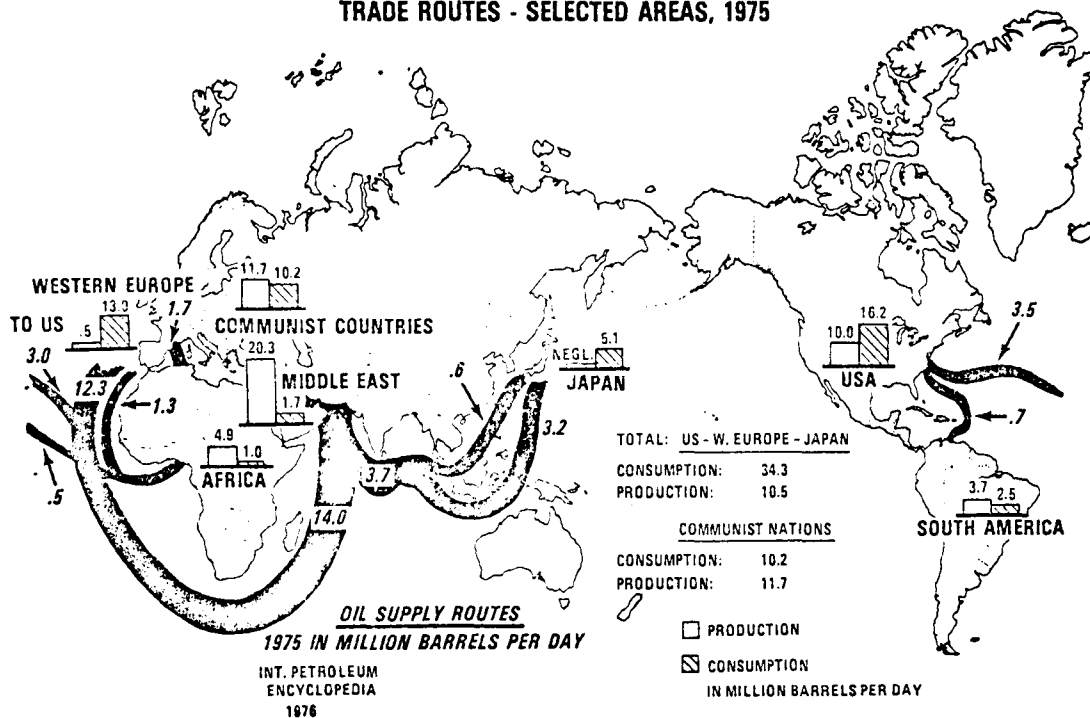 TRADE ROUTES - SELECTED AREAS, 1975
WESTERN EUROPE
.5
13.0
1.7
TO US
3.0
12.3
1.3
.5
11.7
10.2
COMMUNIST COUNTRIES
20.3
1.7
MIDDLE EAST
4.9
1.0
AFRICA
14.0
3.7
.6
3.2
NEGL.
5.1
JAPAN
10.0
16.2
USA
3.5
.7
3.7
2.5
SOUTH AMERICA
TOTAL: US - W. EUROPE - JAPAN
CONSUMPTION: 34.3
PRODUCTION: 10.5
COMMUNIST NATIONS
CONSUMPTION: 10.2
PRODUCTION: 11.7
OIL SUPPLY ROUTES
1975 IN MILLION BARRELS PER DAY
INT. PETROLEUM
ENCYCLOPEDIA
1976
PRODUCTION
CONSUMPTION
IN MILLION BARRELS PER DAY